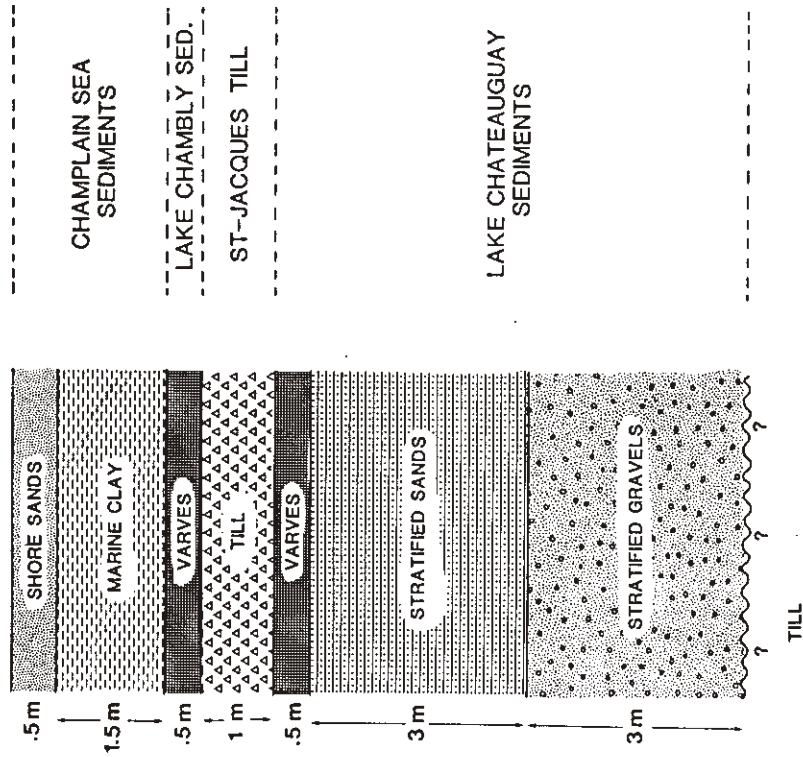 .5 m
SHORE SANDS
1.5 m
MARINE CLAY
CHAMPLAIN SEA
SEDIMENTS
.5 m
VARVES
LAKE CHAMBLY SED.
1 m
TILL
ST-JACQUES TILL
.5 m
VARVES
3 m
STRATIFIED SANDS
LAKE CHATEAUGUAY
SEDIMENTS
3 m
STRATIFIED GRAVELS
? ? ?
TILL